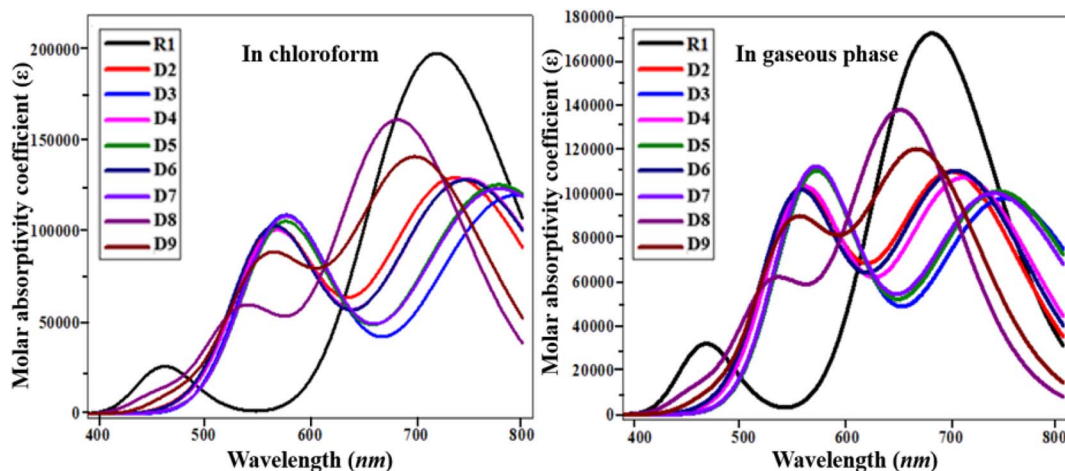 Molar absorptivity coefficient (ε)
200000
150000
100000
50000
0
R1
D2
D3
D4
D5
D6
D7
D8
D9
In chloroform
400 500 600 700 800
Wavelength (nm)
Molar absorptivity coefficient (ε)
180000
160000
140000
120000
100000
80000
60000
40000
20000
0
R1
D2
D3
D4
D5
D6
D7
D8
D9
In gaseous phase
400 500 600 700 800
Wavelength (nm)